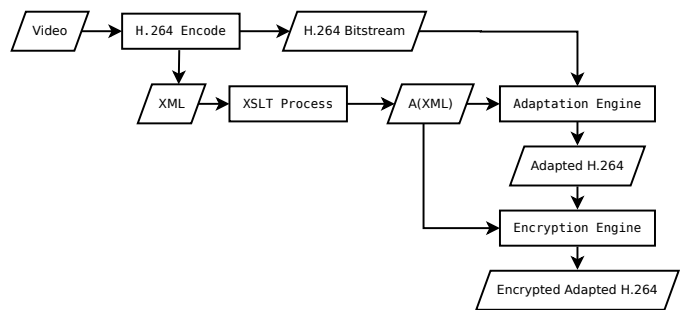 Video
H.264 Encode
H.264 Bitstream
XML
XSLT Process
A(XML)
Adaptation Engine
Adapted H.264
Encryption Engine
Encrypted Adapted H.264